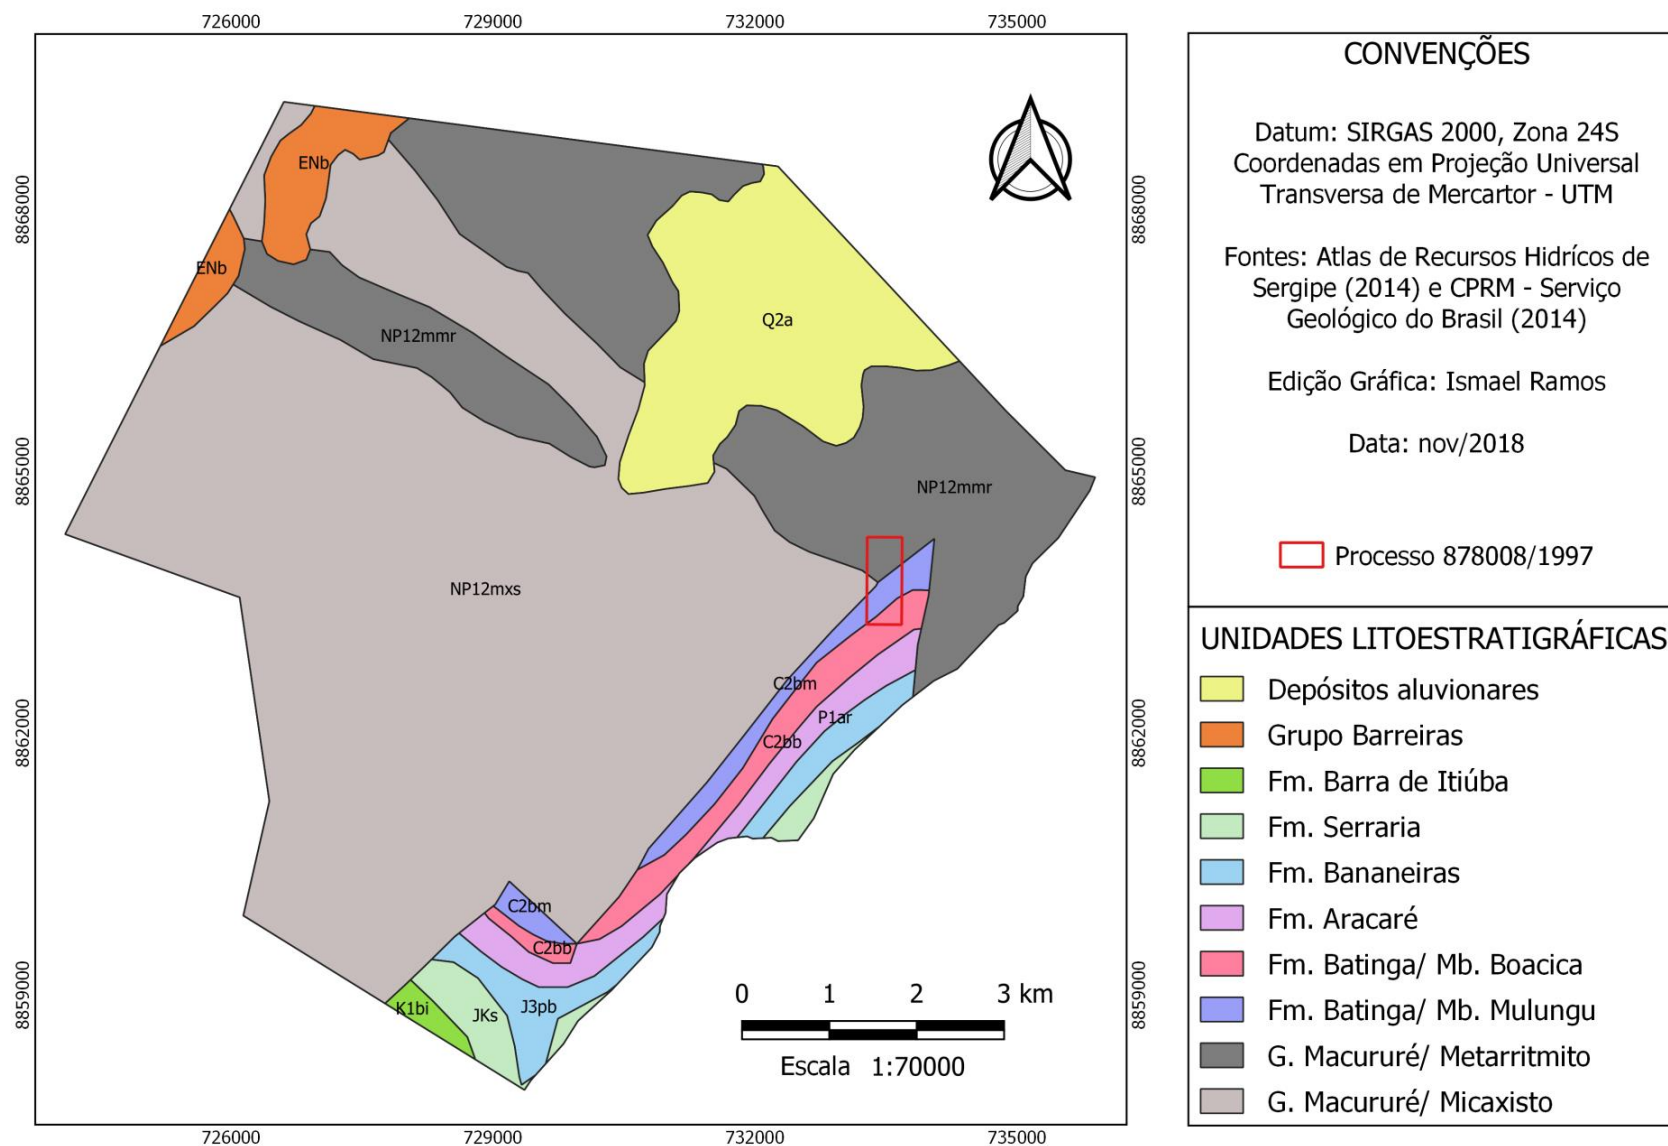 726000
729000
732000
735000
8868000
8868000
8865000
8865000
8862000
8862000
8859000
8859000
ENb
ENb
NP12mmr
Q2a
NP12mmr
NP12mxs
C2bm
P1ar
C2bb
C2bm
C2bb
K1bi
JKs
J3pb
0 1 2 3 km
Escala 1:70000
726000
729000
732000
735000
CONVENÇÕES
Datum: SIRGAS 2000, Zona 24S
Coordenadas em Projeção Universal
Transversa de Mercartor - UTM
Fontes: Atlas de Recursos Hidrícos de
Sergipe (2014) e CPRM - Serviço
Geológico do Brasil (2014)
Edição Gráfica: Ismael Ramos
Data: nov/2018
Processo 878008/1997
UNIDADES LITOESTRATIGRÁFICAS
Depósitos aluvionares
Grupo Barreiras
Fm. Barra de Itiúba
Fm. Serraria
Fm. Bananeiras
Fm. Aracaré
Fm. Batinga/ Mb. Boacica
Fm. Batinga/ Mb. Mulungu
G. Macururé/ Metarritmito
G. Macururé/ Micaxisto